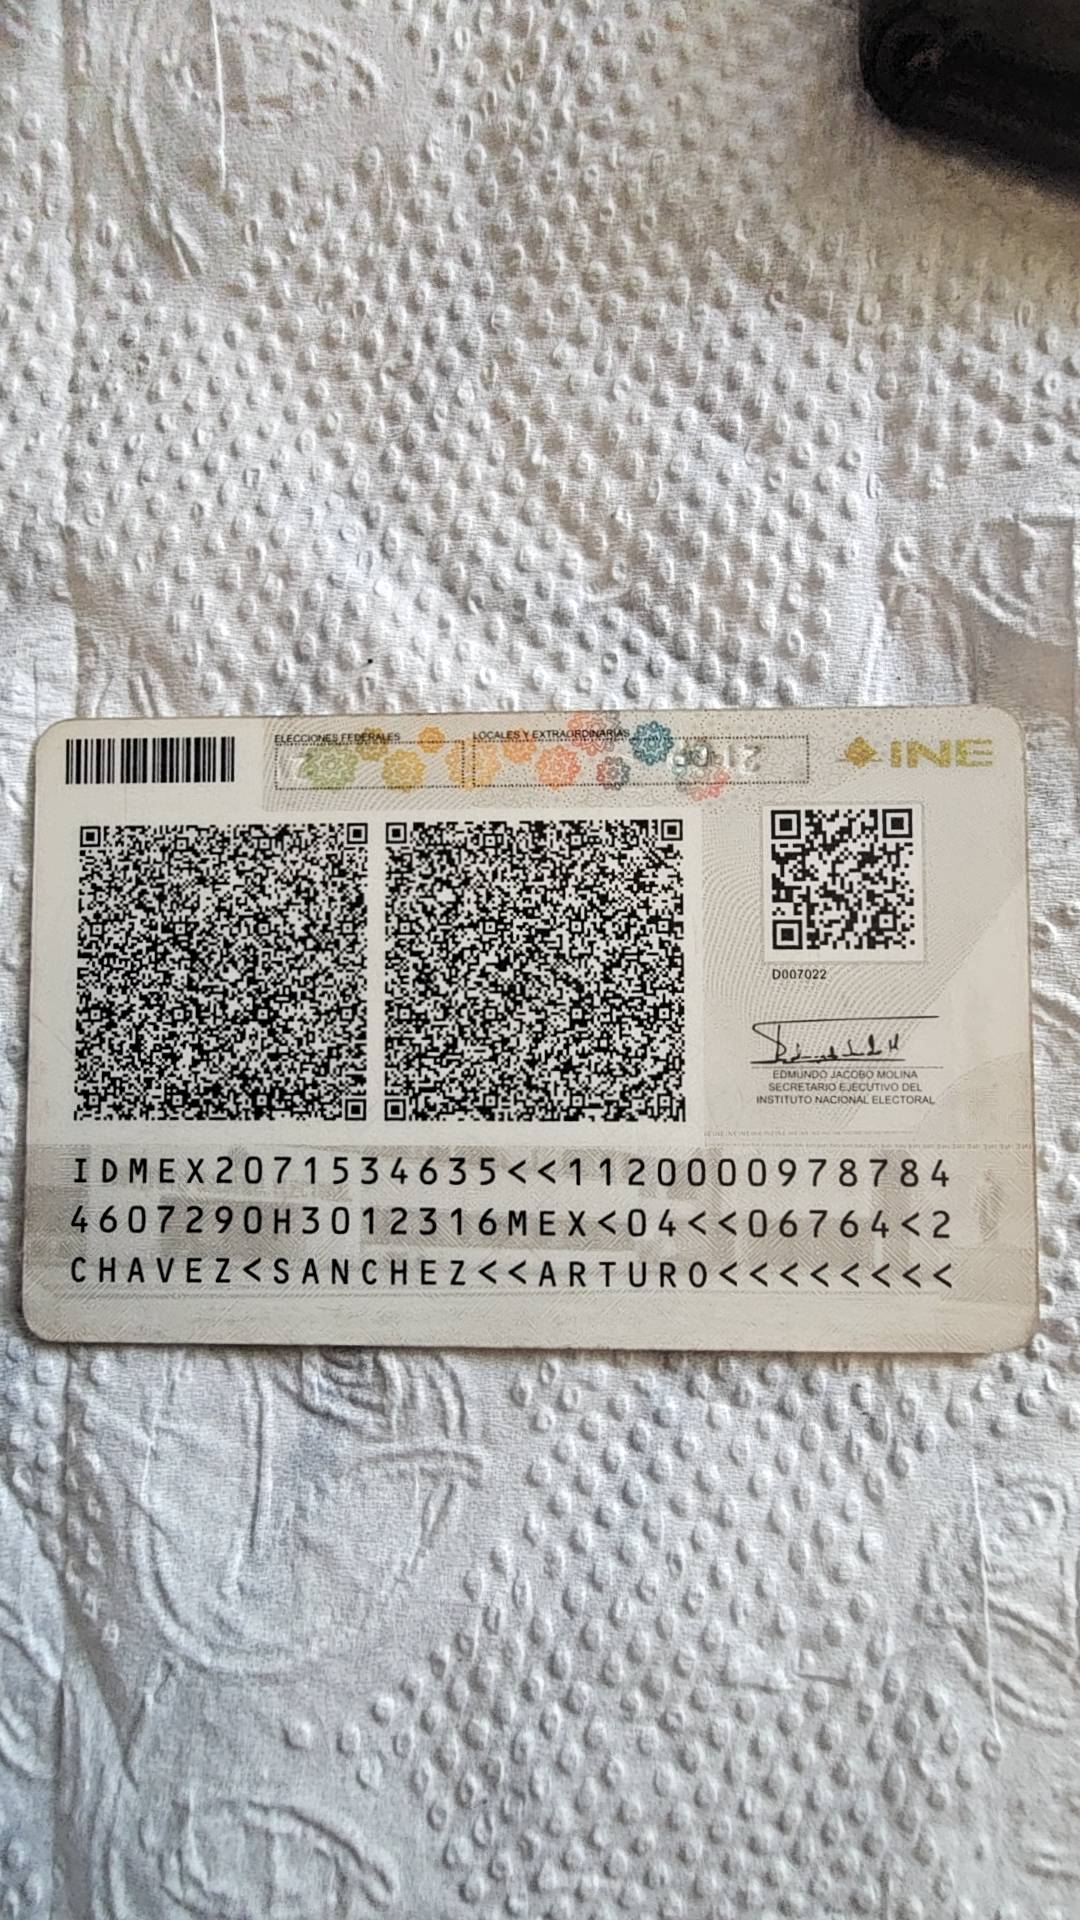 ELECCIONES FEDERALES LOCALES Y EXTRAORDINARIAS
INE
D007022
EDMUNDO JACOBO MOLINA
SECRETARIO EJECUTIVO DEL
INSTITUTO NACIONAL ELECTORAL
IDMEX2071534635<<1120000978784
4607290H3012316MEX<04<<06764<2
CHAVEZ<SANCHEZ<<ARTURO<<<<<<<<